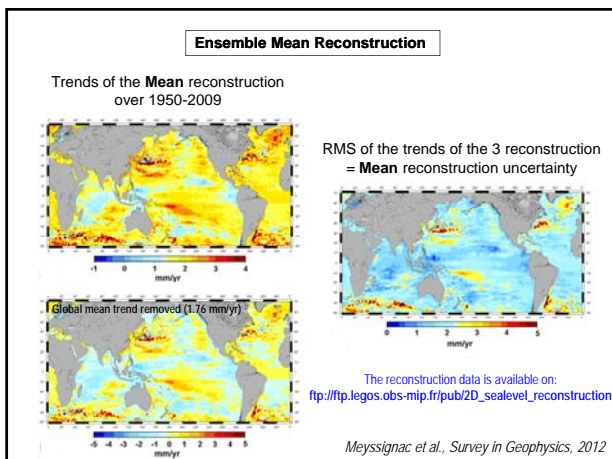 Ensemble Mean Reconstruction
Trends of the Mean reconstruction
over 1950-2009
-1 0 1 2 3 4
mm/yr
Global mean trend removed (1.76 mm/yr)
-5 -4 -3 -2 -1 0 1 2 3 4 5
mm/yr
RMS of the trends of the 3 reconstruction
= Mean reconstruction uncertainty
0 1 2 3 4 5
mm/yr
The reconstruction data is available on:
ftp://ftp.legos.obs-mip.fr/pub/2D_sealevel_reconstruction
Meyssignac et al., Survey in Geophysics, 2012